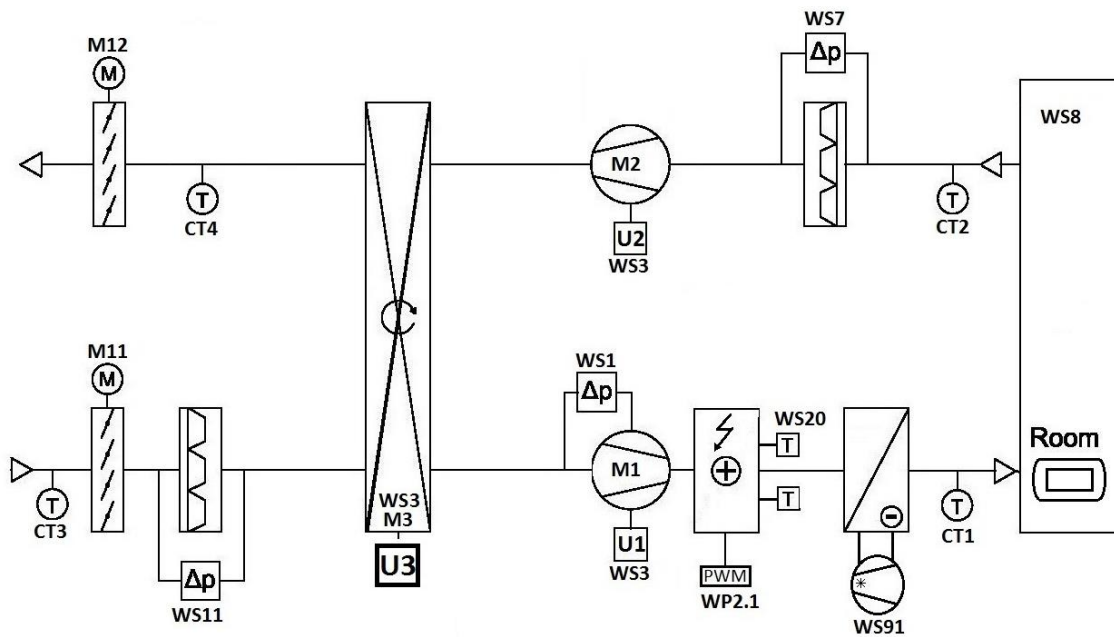 WS7
M12
M
Δp
WS8
M2
T
CT4
T
CT2
U2
WS3
M11
M
WS1
Δp
WS20
T
Room
M1
T
CT3
WS3
M3
T
T
CT1
U3
U1
WS3
Δp
WS11
PWM
WP2.1
WS91